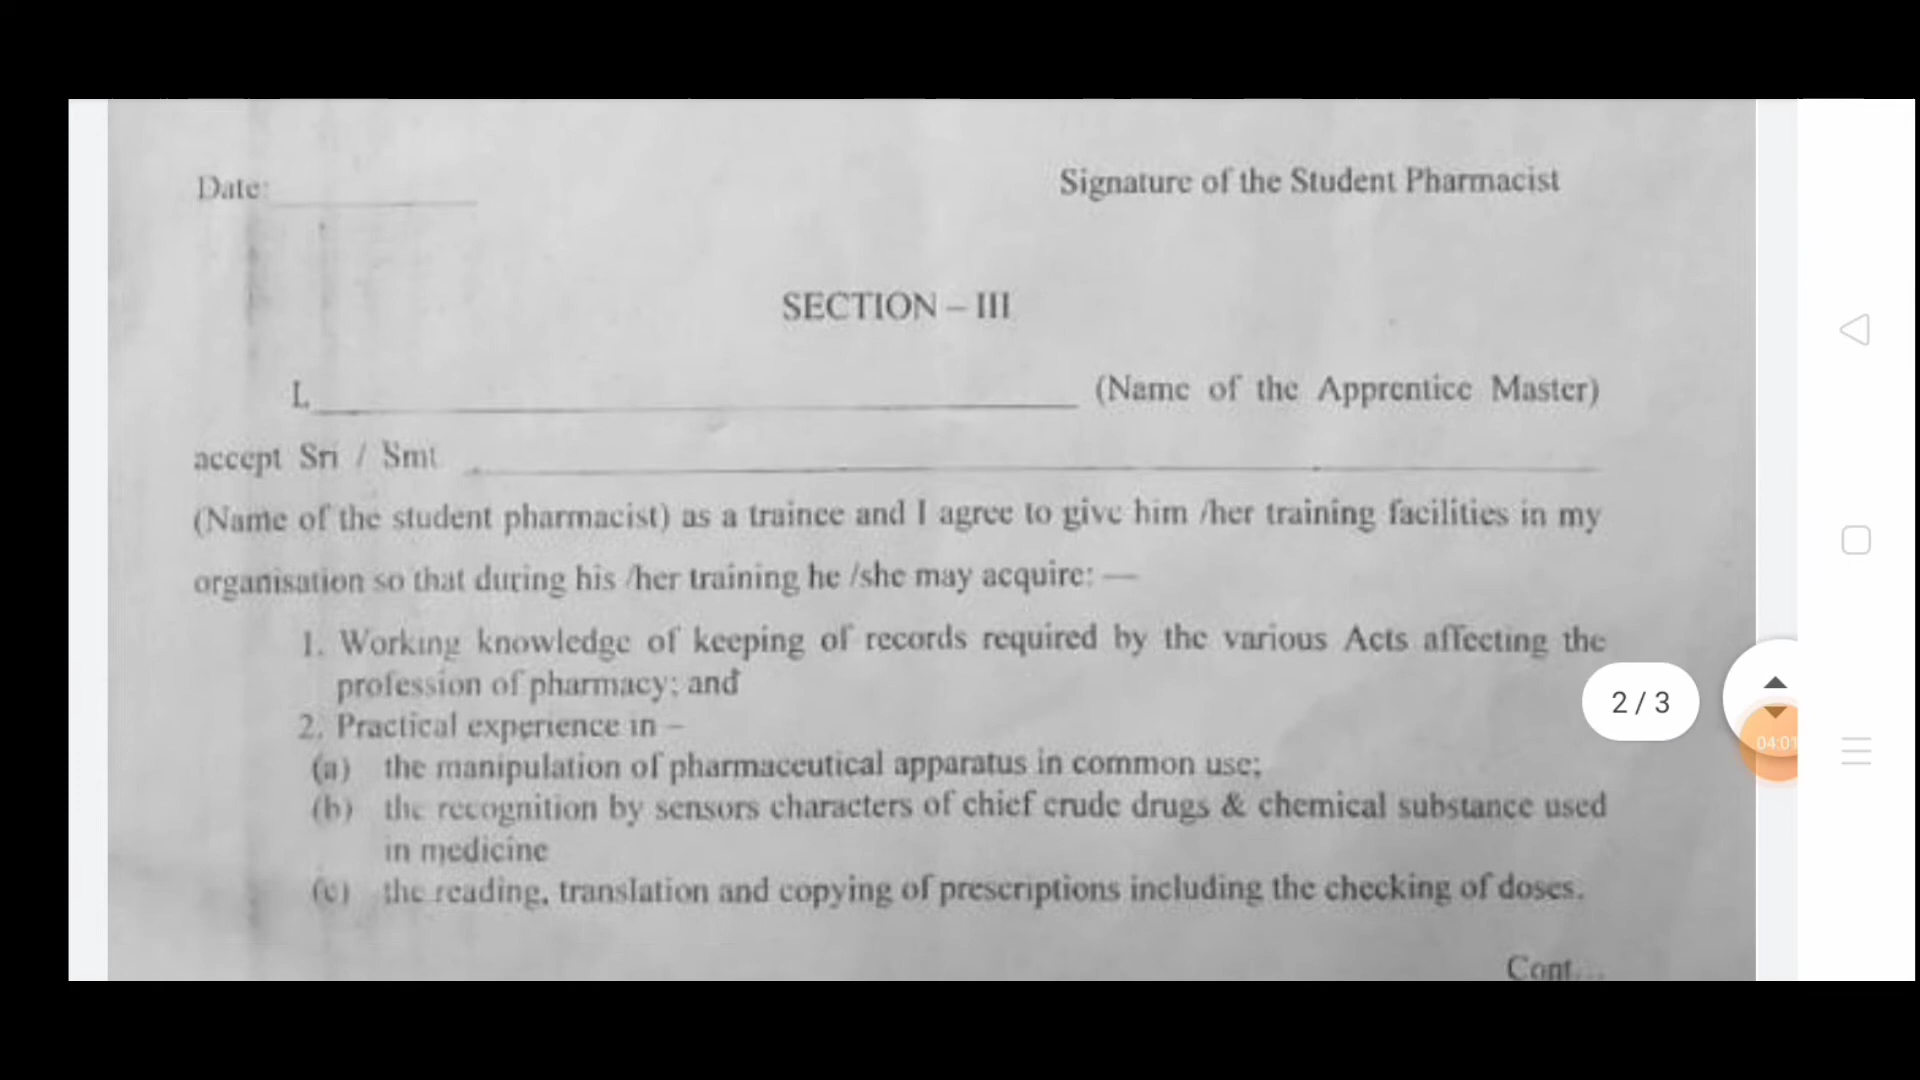 Date: Signature of the Student Pharmacist
SECTION – III
I, (Name of the Apprentice Master)
accept Sri / Smt
(Name of the student pharmacist) as a trainee and I agree to give him /her training facilities in my
organisation so that during his /her training he /she may acquire: —
1. Working knowledge of keeping of records required by the various Acts affecting the
profession of pharmacy; and
2. Practical experience in –
(a) the manipulation of pharmaceutical apparatus in common use;
(b) the recognition by sensors characters of chief crude drugs & chemical substance used
in medicine
(c) the reading, translation and copying of prescriptions including the checking of doses.
Cont...
2 / 3
04:01